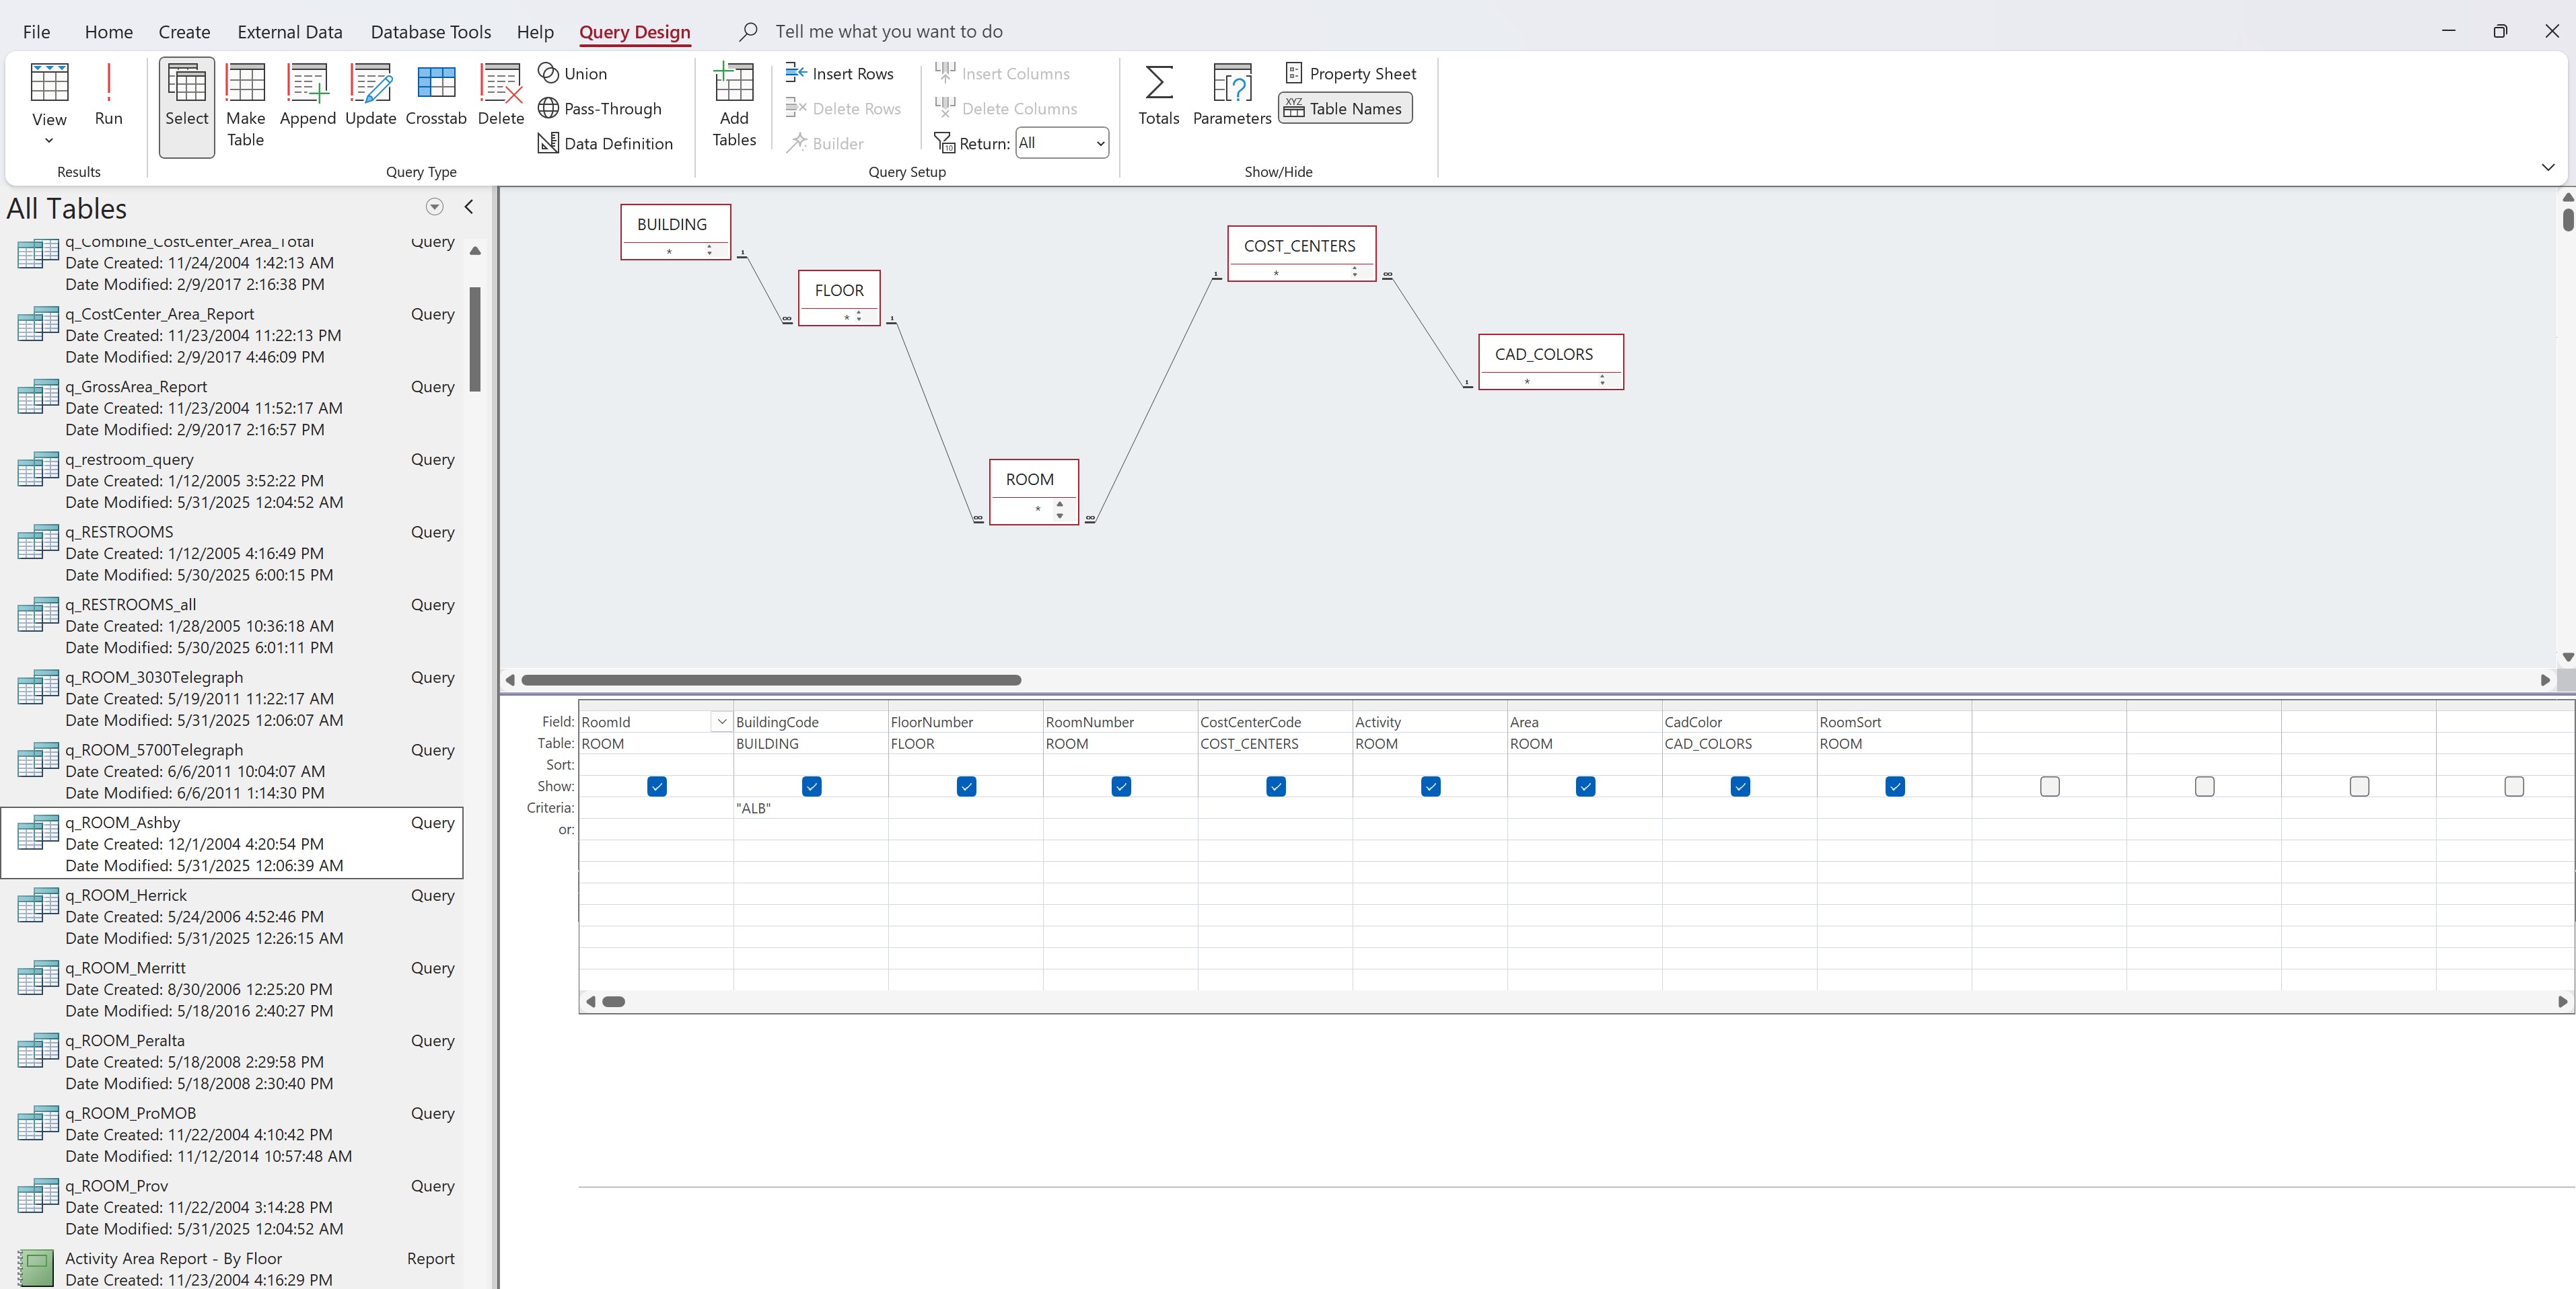 File Home Create External Data Database Tools Help Query Design Tell me what you want to do
View
Run
Results
Select
Make Table
Append
Update
Crosstab
Delete
Union
Pass-Through
Data Definition
Query Type
Add Tables
Insert Rows
Delete Rows
Builder
Insert Columns
Delete Columns
Return: All
Query Setup
Totals
Parameters
Property Sheet
Table Names
Show/Hide
All Tables
q_Combine_CostCenter_Area_Total Query
Date Created: 11/24/2004 1:42:13 AM
Date Modified: 2/9/2017 2:16:38 PM
q_CostCenter_Area_Report Query
Date Created: 11/23/2004 11:22:13 PM
Date Modified: 2/9/2017 4:46:09 PM
q_GrossArea_Report Query
Date Created: 11/23/2004 11:52:17 AM
Date Modified: 2/9/2017 2:16:57 PM
q_restroom_query Query
Date Created: 1/12/2005 3:52:22 PM
Date Modified: 5/31/2025 12:04:52 AM
q_RESTROOMS Query
Date Created: 1/12/2005 4:16:49 PM
Date Modified: 5/30/2025 6:00:15 PM
q_RESTROOMS_all Query
Date Created: 1/28/2005 10:36:18 AM
Date Modified: 5/30/2025 6:01:11 PM
q_ROOM_3030Telegraph Query
Date Created: 5/19/2011 11:22:17 AM
Date Modified: 5/31/2025 12:06:07 AM
q_ROOM_5700Telegraph Query
Date Created: 6/6/2011 10:04:07 AM
Date Modified: 6/6/2011 1:14:30 PM
q_ROOM_Ashby Query
Date Created: 12/1/2004 4:20:54 PM
Date Modified: 5/31/2025 12:06:39 AM
q_ROOM_Herrick Query
Date Created: 5/24/2006 4:52:46 PM
Date Modified: 5/31/2025 12:26:15 AM
q_ROOM_Merritt Query
Date Created: 8/30/2006 12:25:20 PM
Date Modified: 5/18/2016 2:40:27 PM
q_ROOM_Peralta Query
Date Created: 5/18/2008 2:29:58 PM
Date Modified: 5/18/2008 2:30:40 PM
q_ROOM_ProMOB Query
Date Created: 11/22/2004 4:10:42 PM
Date Modified: 11/12/2014 10:57:48 AM
q_ROOM_Prov Query
Date Created: 11/22/2004 3:14:28 PM
Date Modified: 5/31/2025 12:04:52 AM
Activity Area Report - By Floor Report
Date Created: 11/23/2004 4:16:29 PM
BUILDING
*
1
∞
FLOOR
*
1
∞
ROOM
*
∞
1
COST_CENTERS
*
∞
1
CAD_COLORS
*
Field: RoomId BuildingCode FloorNumber RoomNumber CostCenterCode Activity Area CadColor RoomSort
Table: ROOM BUILDING FLOOR ROOM COST_CENTERS ROOM ROOM CAD_COLORS ROOM
Sort:
Show:
Criteria: "ALB"
or: